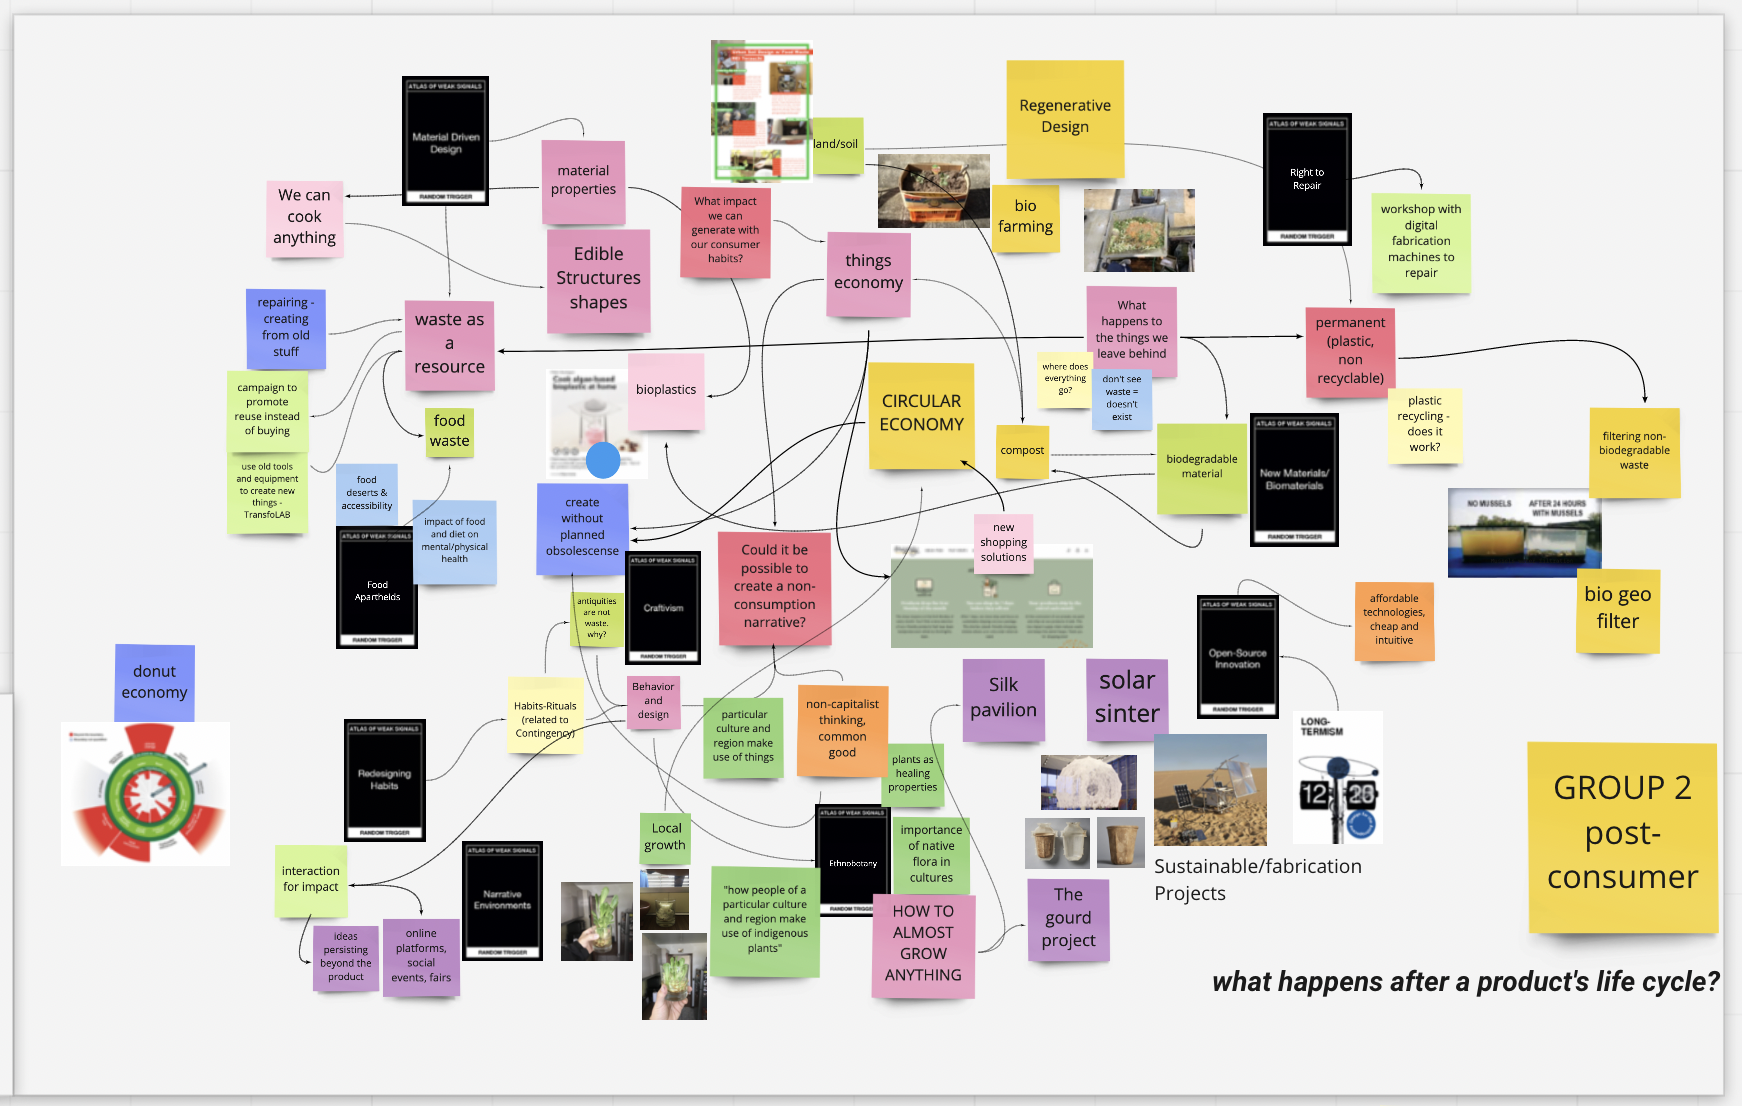 ATLAS OF WEAK SIGNALS
Material Driven
Design
RANDOM TRIGGER
material
properties
We can
cook
anything
Edible
Structures
shapes
land/soil
What impact
we can
generate with
our consumer
habits?
things
economy
Regenerative
Design
bio
farming
ATLAS OF WEAK SIGNALS
Right to
Repair
RANDOM TRIGGER
workshop with
digital
fabrication
machines to
repair
repairing -
creating
from old
stuff
waste as
a
resource
campaign to
promote
reuse instead
of buying
use old tools
and equipment
to create new
things -
TransfoLAB
food
waste
food
deserts &
accessibility
impact of food
and diet on
mental/physical
health
ATLAS OF WEAK SIGNALS
Food
Apartheids
RANDOM TRIGGER
Cook algae-based
bioplastic at home
bioplastics
CIRCULAR
ECONOMY
What
happens to
the things we
leave behind
where does
everything
go?
don't see
waste =
doesn't
exist
compost
biodegradable
material
ATLAS OF WEAK SIGNALS
New Materials/
Biomaterials
RANDOM TRIGGER
permanent
(plastic,
non
recyclable)
plastic
recycling -
does it
work?
filtering non-
biodegradable
waste
NO MUSSELS
AFTER 24 HOURS
WITH MUSSELS
bio geo
filter
create
without
planned
obsolescense
antiquities
are not
waste.
why?
ATLAS OF WEAK SIGNALS
Craftivism
RANDOM TRIGGER
Could it be
possible to
create a non-
consumption
narrative?
new
shopping
solutions
ATLAS OF WEAK SIGNALS
Open-Source
Innovation
RANDOM TRIGGER
affordable
technologies,
cheap and
intuitive
donut
economy
ATLAS OF WEAK SIGNALS
Redesigning
Habits
RANDOM TRIGGER
Habits-Rituals
(related to
Contingency)
Behavior
and
design
particular
culture and
region make
use of things
non-capitalist
thinking,
common
good
plants as
healing
properties
Silk
pavilion
solar
sinter
LONG-
TERMISM
12
Sustainable/fabrication
Projects
interaction
for impact
ideas
persisting
beyond the
product
online
platforms,
social
events, fairs
ATLAS OF WEAK SIGNALS
Narrative
Environments
RANDOM TRIGGER
Local
growth
"how people of a
particular culture
and region make
use of indigenous
plants"
ATLAS OF WEAK SIGNALS
Ethnobotany
RANDOM TRIGGER
importance
of native
flora in
cultures
HOW TO
ALMOST
GROW
ANYTHING
The
gourd
project
GROUP 2
post-
consumer
what happens after a product's life cycle?